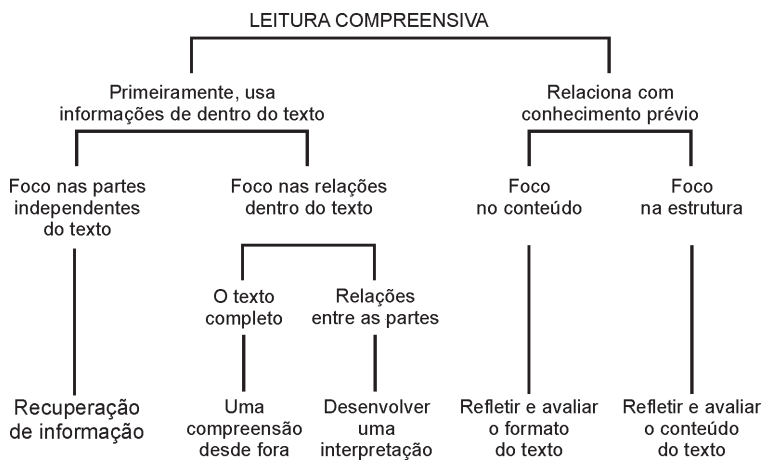 LEITURA COMPREENSIVA
Primeiramente, usa
informações de dentro do texto
Relaciona com
conhecimento prévio
Foco nas partes
independentes
do texto
Foco nas relações
dentro do texto
Foco
no conteúdo
Foco
na estrutura
O texto
completo
Relações
entre as partes
Recuperação
de informação
Uma
compreensão
desde fora
Desenvolver
uma
interpretação
Refletir e avaliar
o formato
do texto
Refletir e avaliar
o conteúdo
do texto